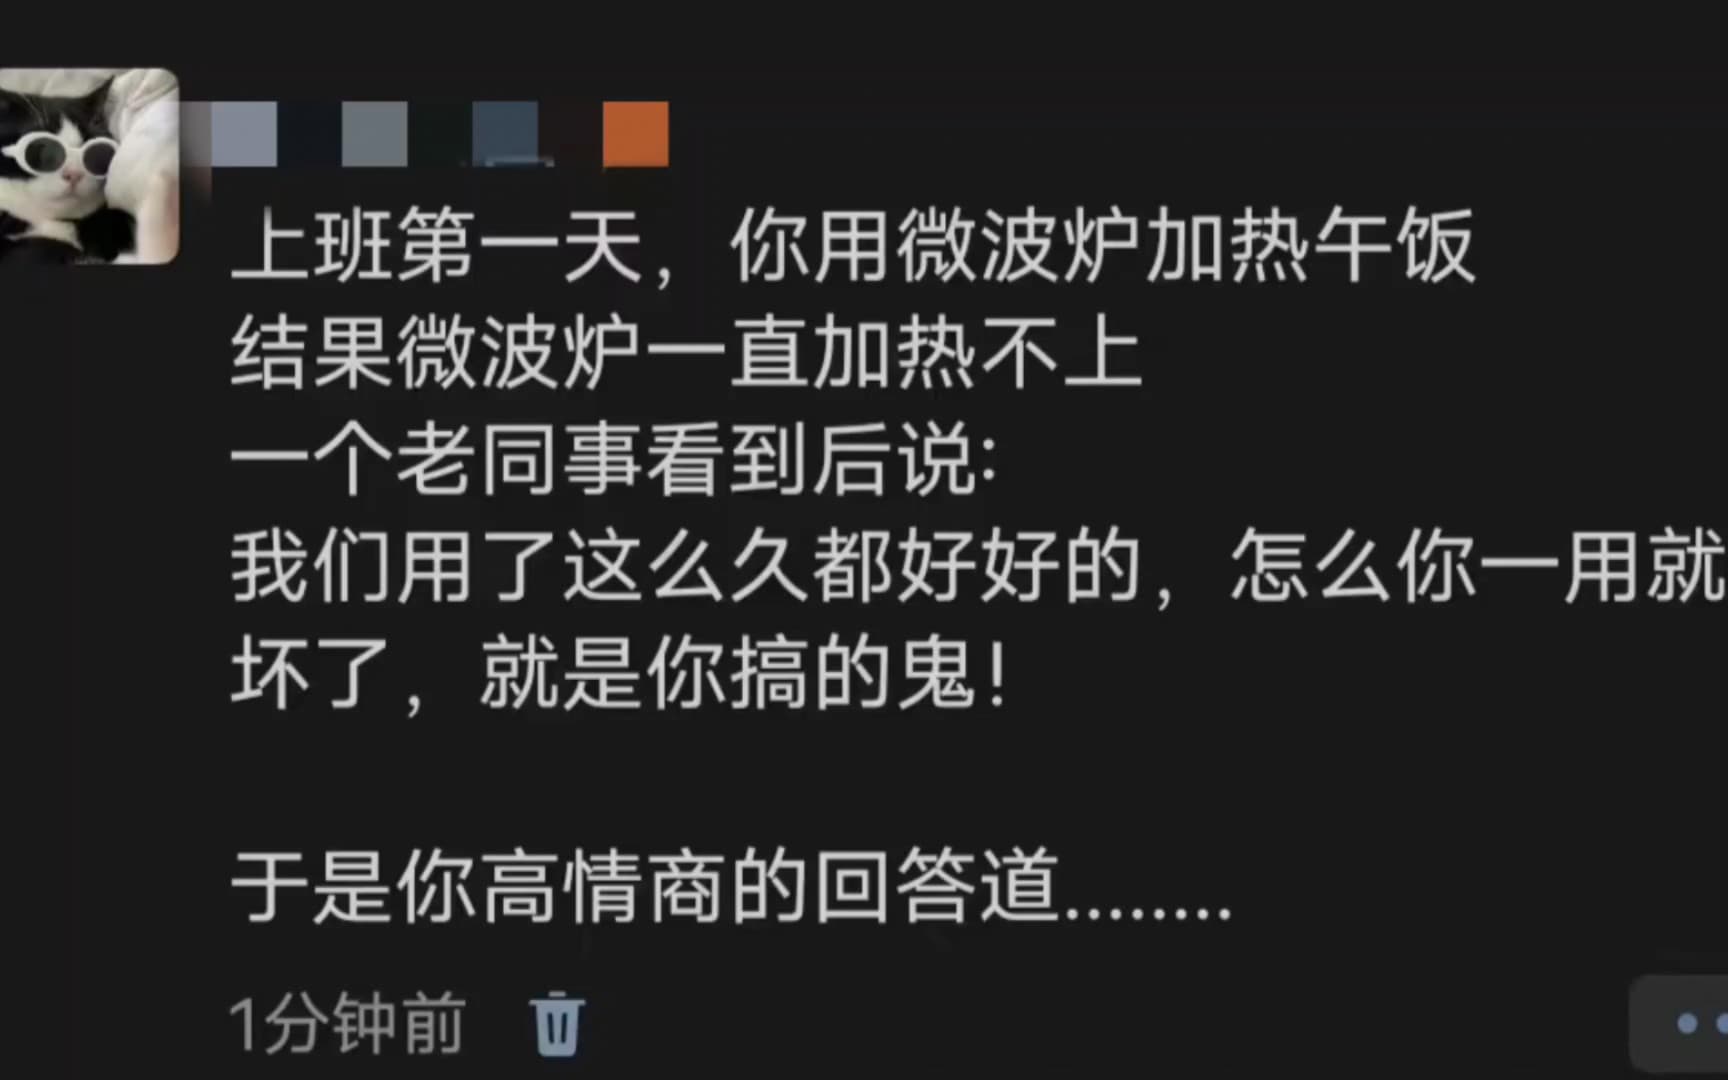 上班第一天，你用微波炉加热午饭
结果微波炉一直加热不上
一个老同事看到后说:
我们用了这么久都好好的，怎么你一用就
坏了，就是你搞的鬼!
于是你高情商的回答道........
1分钟前